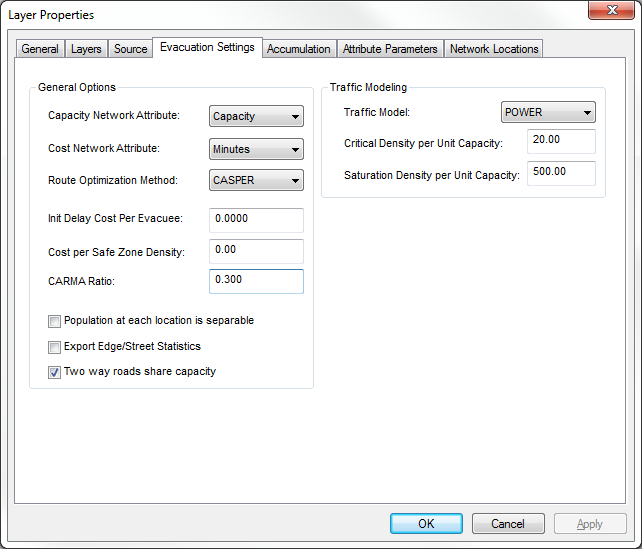 Layer Properties
General Layers Source Evacuation Settings Accumulation Attribute Parameters Network Locations
General Options
Capacity Network Attribute: Capacity
Cost Network Attribute: Minutes
Route Optimization Method: CASPER
Init Delay Cost Per Evacuee: 0.0000
Cost per Safe Zone Density: 0.00
CARMA Ratio: 0.300
Population at each location is separable
Export Edge/Street Statistics
Two way roads share capacity
Traffic Modeling
Traffic Model: POWER
Critical Density per Unit Capacity: 20.00
Saturation Density per Unit Capacity: 500.00
OK Cancel Apply